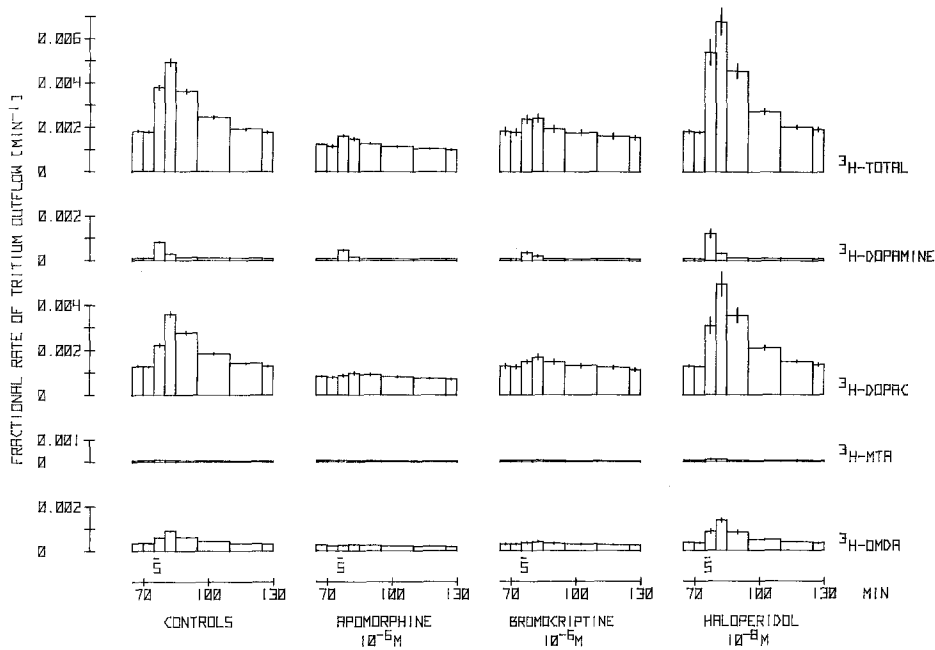 FRACTIONAL RATE OF TRITIUM OUTFLOW [MIN⁻¹]
0.006
0.004
0.002
0
³H-TOTAL
0.002
0
³H-DOPAMINE
0.004
0.002
0
³H-DOPAC
0.001
0
³H-MTA
0.002
0
³H-OMDA
S S S S
70 100 130 70 100 130 70 100 130 70 100 130 MIN
CONTROLS APOMORPHINE BROMOCRIPTINE HALOPERIDOL
10⁻⁶M 10⁻⁶M 10⁻⁸M